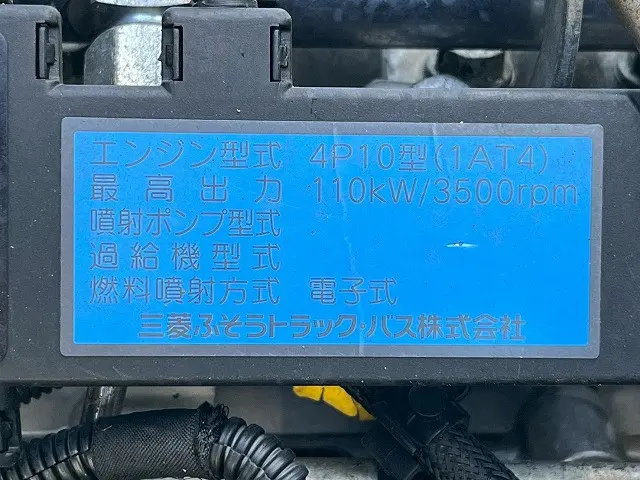 エンジン型式 4P10型(1AT4)
最高出力 110kW/3500rpm
噴射ポンプ型式
過給機型式
燃料噴射方式 電子式
三菱ふそうトラック・バス株式会社